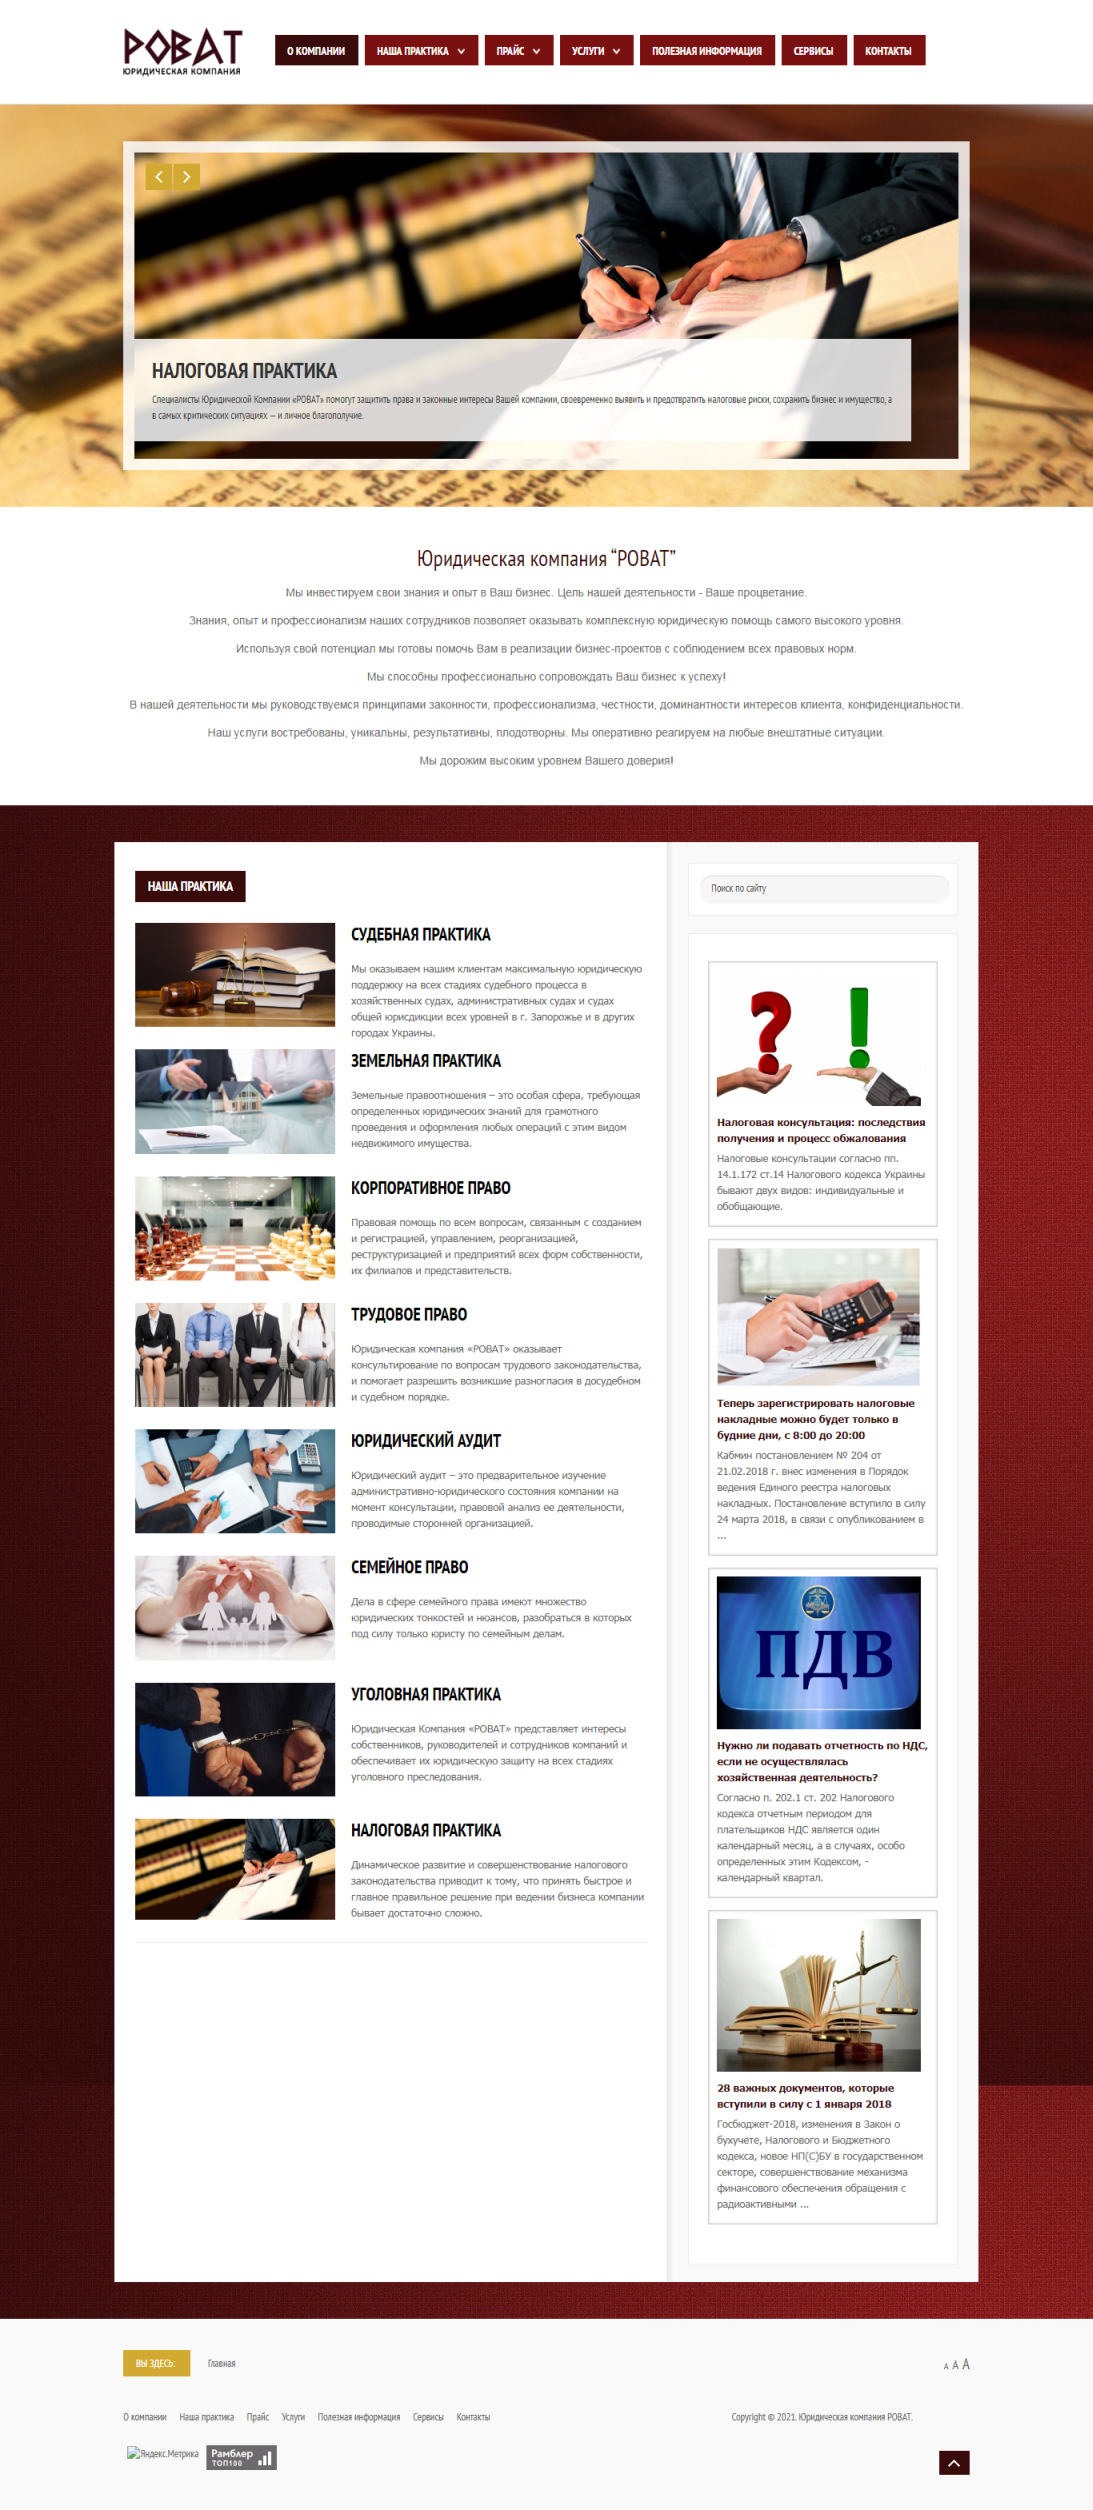 РОВАТ
ЮРИДИЧЕСКАЯ КОМПАНИЯ
О КОМПАНИИ
НАША ПРАКТИКА
ПРАЙС
УСЛУГИ
ПОЛЕЗНАЯ ИНФОРМАЦИЯ
СЕРВИСЫ
КОНТАКТЫ
НАЛОГОВАЯ ПРАКТИКА
Специалисты Юридической Компании «РОВАТ» помогут защитить права и законные интересы Вашей компании, своевременно выявить и предотвратить налоговые риски, сохранить бизнес и имущество, а
в самых критических ситуациях – и личное благополучие.
Юридическая компания “РОВАТ”
Мы инвестируем свои знания и опыт в Ваш бизнес. Цель нашей деятельности - Ваше процветание.
Знания, опыт и профессионализм наших сотрудников позволяет оказывать комплексную юридическую помощь самого высокого уровня.
Используя свой потенциал мы готовы помочь Вам в реализации бизнес-проектов с соблюдением всех правовых норм.
Мы способны профессионально сопровождать Ваш бизнес к успеху!
В нашей деятельности мы руководствуемся принципами законности, профессионализма, честности, доминантности интересов клиента, конфиденциальности.
Наш услуги востребованы, уникальны, результативны, плодотворны. Мы оперативно реагируем на любые внештатные ситуации.
Мы дорожим высоким уровнем Вашего доверия!
НАША ПРАКТИКА
СУДЕБНАЯ ПРАКТИКА
Мы оказываем нашим клиентам максимальную юридическую
поддержку на всех стадиях судебного процесса в
хозяйственных судах, административных судах и судах
общей юрисдикции всех уровней в г. Запорожье и в других
городах Украины.
ЗЕМЕЛЬНАЯ ПРАКТИКА
Земельные правоотношения – это особая сфера, требующая
определенных юридических знаний для грамотного
проведения и оформления любых операций с этим видом
недвижимого имущества.
КОРПОРАТИВНОЕ ПРАВО
Правовая помощь по всем вопросам, связанным с созданием
и регистрацией, управлением, реорганизацией,
реструктуризацией и предприятий всех форм собственности,
их филиалов и представительств.
ТРУДОВОЕ ПРАВО
Юридическая компания «РОВАТ» оказывает
консультирование по вопросам трудового законодательства,
и помогает разрешить возникшие разногласия в досудебном
и судебном порядке.
ЮРИДИЧЕСКИЙ АУДИТ
Юридический аудит – это предварительное изучение
административно-юридического состояния компании на
момент консультации, правовой анализ ее деятельности,
проводимые сторонней организацией.
СЕМЕЙНОЕ ПРАВО
Дела в сфере семейного права имеют множество
юридических тонкостей и нюансов, разобраться в которых
под силу только юристу по семейным делам.
УГОЛОВНАЯ ПРАКТИКА
Юридическая Компания «РОВАТ» представляет интересы
собственников, руководителей и сотрудников компаний и
обеспечивает их юридическую защиту на всех стадиях
уголовного преследования.
НАЛОГОВАЯ ПРАКТИКА
Динамическое развитие и совершенствование налогового
законодательства приводит к тому, что принять быстрое и
главное правильное решение при ведении бизнеса компании
бывает достаточно сложно.
Поиск по сайту
Налоговая консультация: последствия
получения и процесс обжалования
Налоговые консультации согласно пп.
14.1.172 ст.14 Налогового кодекса Украины
бывают двух видов: индивидуальные и
обобщающие.
Теперь зарегистрировать налоговые
накладные можно будет только в
будние дни, с 8:00 до 20:00
Кабмин постановлением № 204 от
21.02.2018 г. внес изменения в Порядок
ведения Единого реестра налоговых
накладных. Постановление вступило в силу
24 марта 2018, в связи с опубликованием в
...
ПДВ
Нужно ли подавать отчетность по НДС,
если не осуществлялась
хозяйственная деятельность?
Согласно п. 202.1 ст. 202 Налогового
кодекса отчетным периодом для
плательщиков НДС является один
календарный месяц, а в случаях, особо
определенных этим Кодексом, -
календарный квартал.
28 важных документов, которые
вступили в силу с 1 января 2018
Госбюджет-2018, изменения в Закон о
бухучете, Налогового и Бюджетного
кодекса, новое НП(С)БУ в государственном
секторе, совершенствование механизма
финансового обеспечения обращения с
радиоактивными ...
ВЫ ЗДЕСЬ:
Главная
A A A
О компании
Наша практика
Прайс
Услуги
Полезная информация
Сервисы
Контакты
Copyright © 2021. Юридическая компания РОВАТ.
Яндекс.Метрика
Рамблер
ТОП100